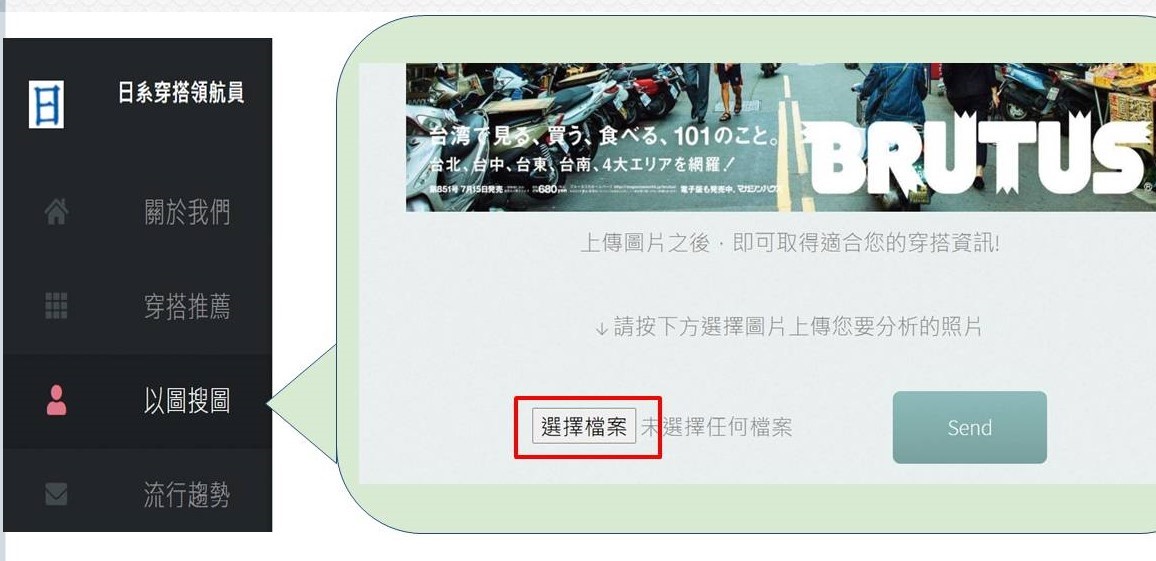 日
日系穿搭領航員
關於我們
穿搭推薦
以圖搜圖
流行趨勢
台湾で見る、買う、食べる、101のこと。
台北、台中、台東、台南、4大エリアを網羅！
第851号 7月15日発売
680
電子版も発売中。マガジンハウス
BRUTUS
上傳圖片之後，即可取得適合您的穿搭資訊!
↓請按下方選擇圖片上傳您要分析的照片
選擇檔案 未選擇任何檔案
Send